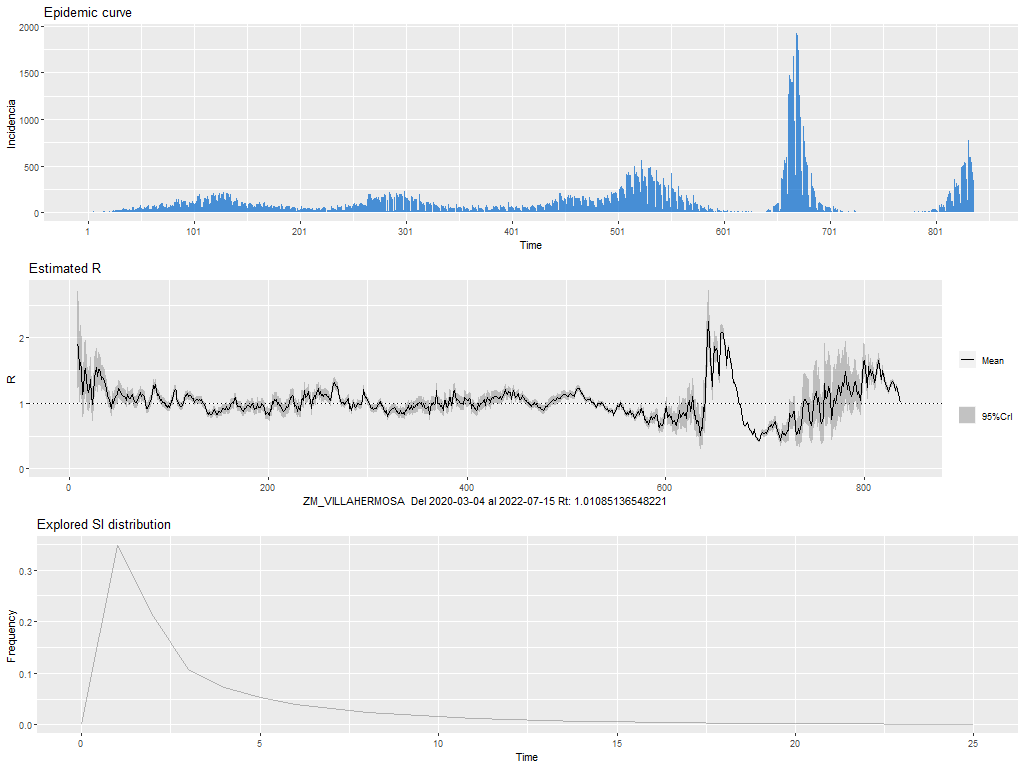 Epidemic curve
2000
1500
1000
500
0
Incidencia
1 101 201 301 401 501 601 701 801
Time
Estimated R
2
1
0
R
0 200 400 600 800
ZM_VILLAHERMOSA Del 2020-03-04 al 2022-07-15 Rt: 1.01085136548221
Mean
95%CrI
Explored SI distribution
0.3
0.2
0.1
0.0
Frequency
0 5 10 15 20 25
Time